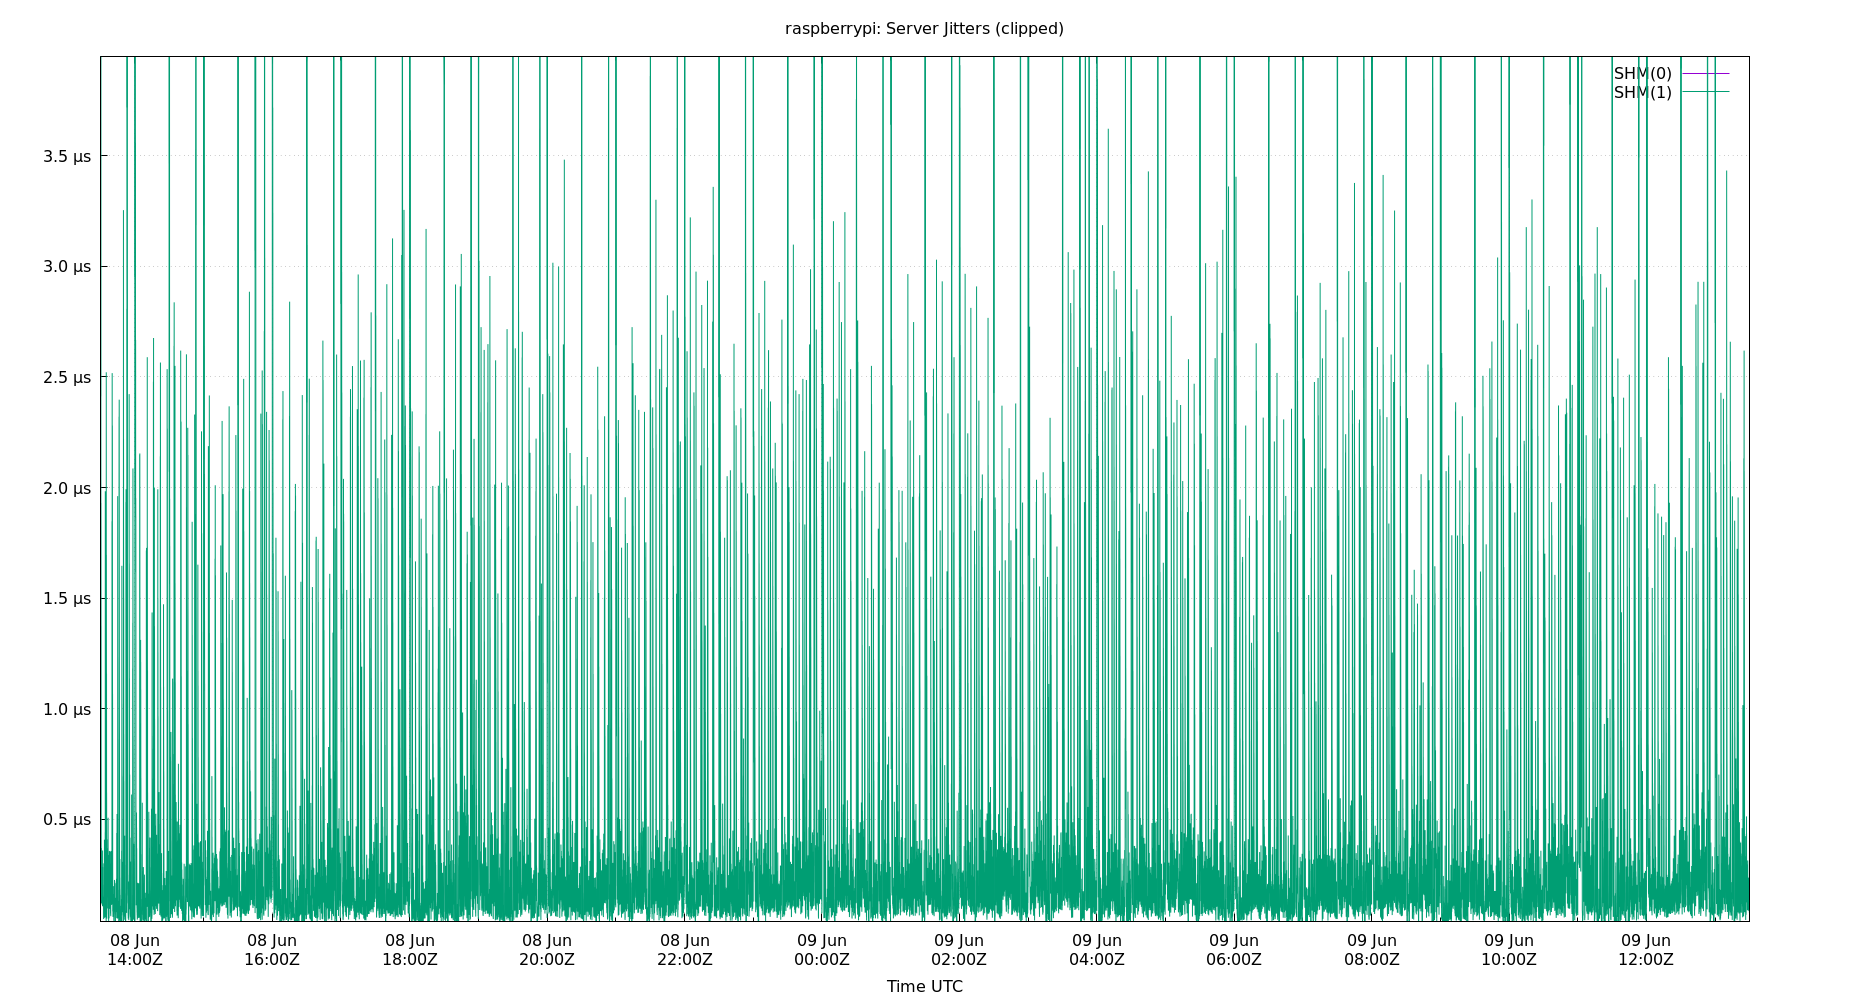 raspberrypi: Server Jitters (clipped)
SHM(0)
SHM(1)
3.5 µs
3.0 µs
2.5 µs
2.0 µs
1.5 µs
1.0 µs
0.5 µs
08 Jun 08 Jun 08 Jun 08 Jun 08 Jun 09 Jun 09 Jun 09 Jun 09 Jun 09 Jun 09 Jun 09 Jun
14:00Z 16:00Z 18:00Z 20:00Z 22:00Z 00:00Z 02:00Z 04:00Z 06:00Z 08:00Z 10:00Z 12:00Z
Time UTC